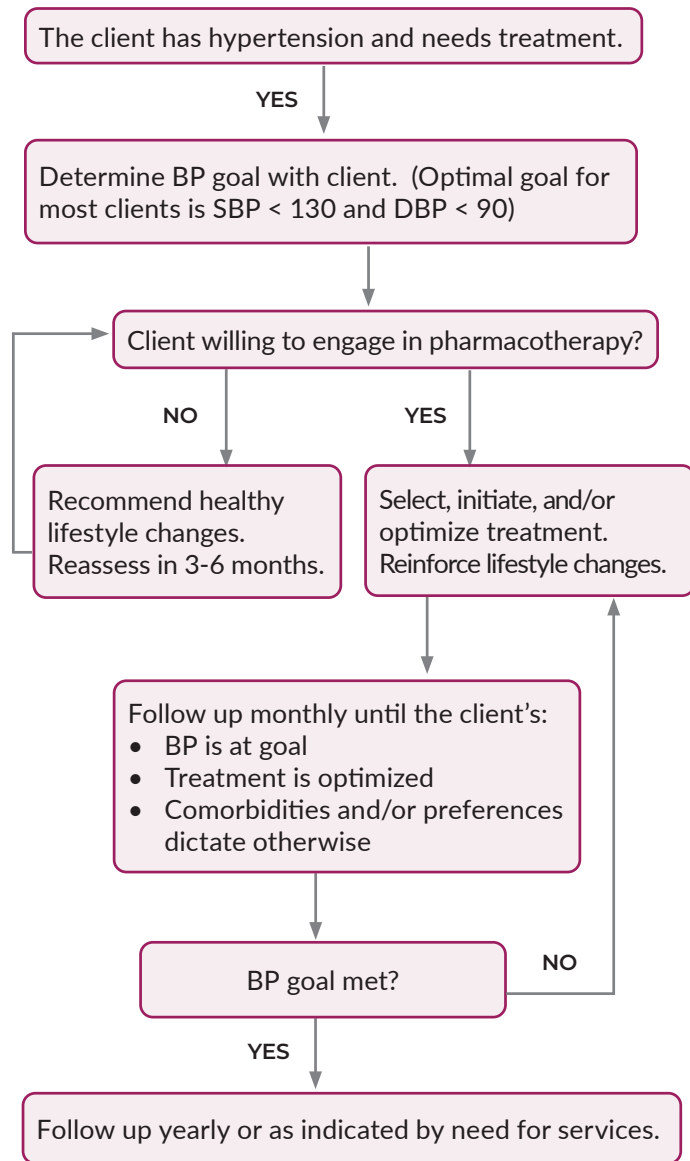 The client has hypertension and needs treatment.
YES
Determine BP goal with client.  (Optimal goal for
most clients is SBP < 130 and DBP < 90)
Client willing to engage in pharmacotherapy?
NO
YES
Recommend healthy
lifestyle changes.
Reassess in 3-6 months.
Select, initiate, and/or
optimize treatment.
Reinforce lifestyle changes.
Follow up monthly until the client's:
• BP is at goal
• Treatment is optimized
• Comorbidities and/or preferences
dictate otherwise
BP goal met?
NO
YES
Follow up yearly or as indicated by need for services.